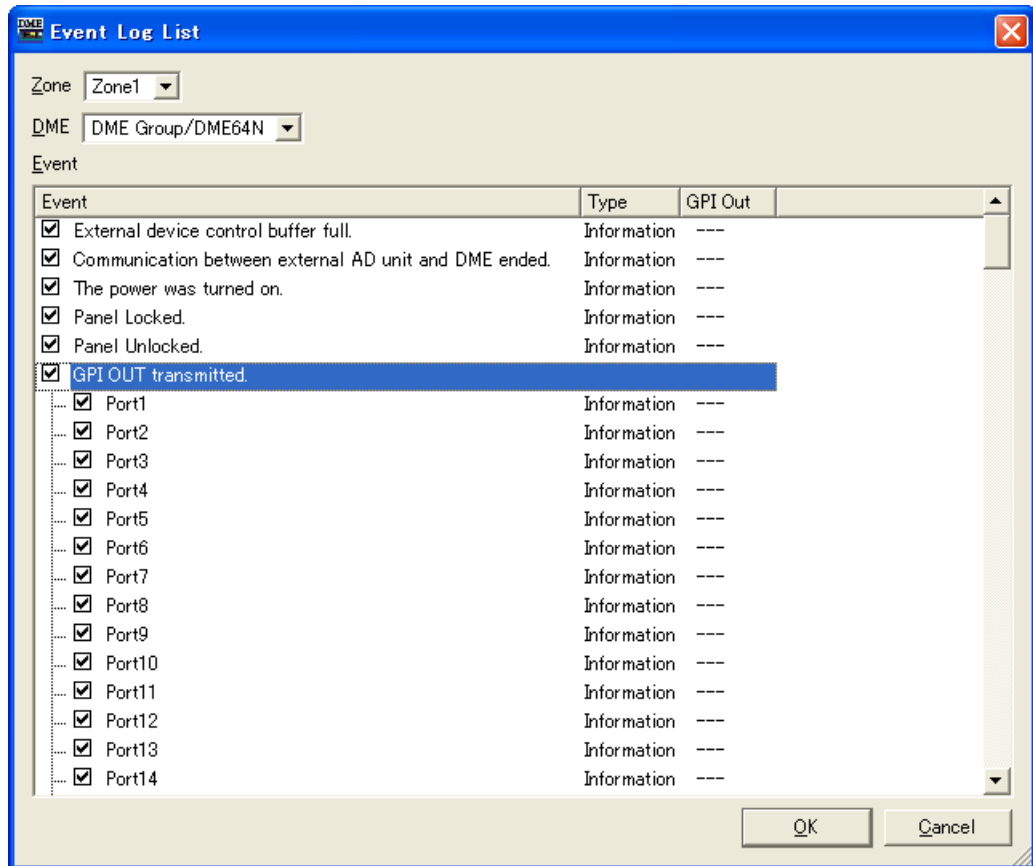 DME
Event Log List
Zone Zone1
DME DME Group/DME64N
Event
Event Type GPI Out
External device control buffer full. Information ---
Communication between external AD unit and DME ended. Information ---
The power was turned on. Information ---
Panel Locked. Information ---
Panel Unlocked. Information ---
GPI OUT transmitted.
Port1 Information ---
Port2 Information ---
Port3 Information ---
Port4 Information ---
Port5 Information ---
Port6 Information ---
Port7 Information ---
Port8 Information ---
Port9 Information ---
Port10 Information ---
Port11 Information ---
Port12 Information ---
Port13 Information ---
Port14 Information ---
OK Cancel